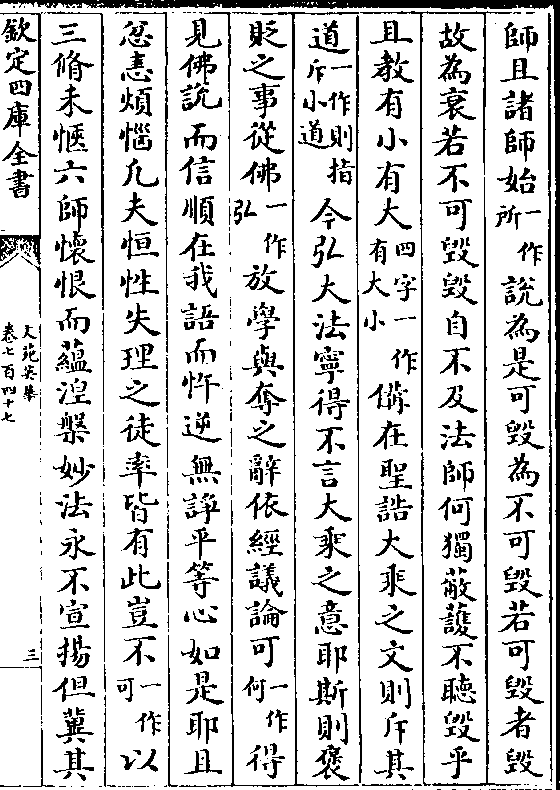 師且諸師始一作所說為是可毀為不可毀若可毀者毀
故為衰若不可毀毀自不及法師何獨蔽䕶不聽毀乎
且教有小有大四字一作有大小備在聖誥大乘之文則斥其
道一作則指斥小道今弘大法寧得不言大乘之意耶斯則褒
貶之事從佛一作弘放學與奪之辭依經議論可一作何得
見佛說而信順在我語而忤逆無諍平等心如是耶且
忿恚煩惱凡夫恒性失理之徒率皆有此豈不一作可以
三脩未愜六師懷恨而藴湼槃妙法永不宣揚但冀其
欽定四庫全書
文苑英華
卷七百四十七
三